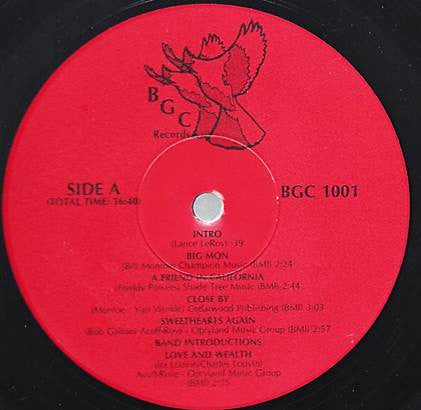 B
G
C
Records
SIDE A
(TOTAL TIME: 16:40)
BGC 1001
INTRO
(Lance LeRoy) :39
BIG MON
(Bill Monroe) Champion Music (BMI) 2:24
A FRIEND IN CALIFORNIA
(Freddy Powers) Shade Tree Music (BMI) 2:44
CLOSE BY
(Monroe - Van Winkle) Cedarwood Publishing (BMI) 3:03
SWEETHEARTS AGAIN
(Bob Gallion) Acuff-Rose - Opryland Music Group (BMI) 2:57
BAND INTRODUCTIONS
LOVE AND WEALTH
(Ira Louvin/Charles Louvin)
Acuff-Rose - Opryland Music Group
(BMI) 2:15